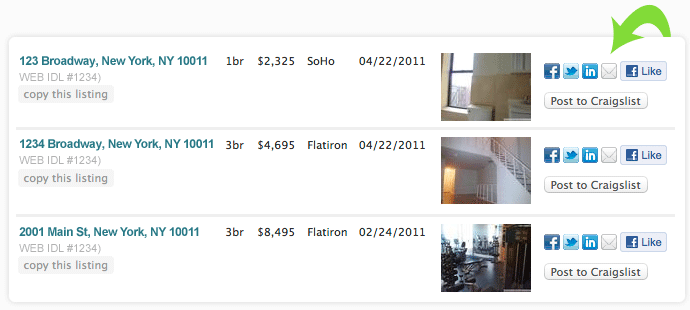 123 Broadway, New York, NY 10011 1br $2,325 SoHo 04/22/2011
WEB IDL #1234)
Like
copy this listing
Post to Craigslist
1234 Broadway, New York, NY 10011 3br $4,695 Flatiron 04/22/2011
WEB IDL #1234)
Like
copy this listing
Post to Craigslist
2001 Main St, New York, NY 10011 3br $8,495 Flatiron 02/24/2011
WEB IDL #1234)
Like
copy this listing
Post to Craigslist